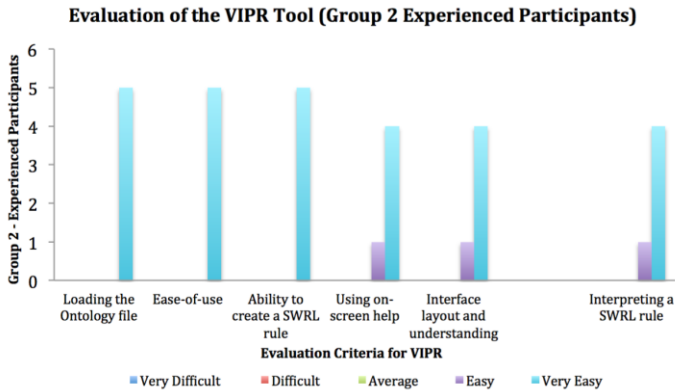 Evaluation of the VIPR Tool (Group 2 Experienced Participants)
Group 2 - Experienced Participants
6
5
4
3
2
1
0
Loading the
Ontology file
Ease-of-use
Ability to
create a SWRL
rule
Using on-
screen help
Interface
layout and
understanding
Interpreting a
SWRL rule
Evaluation Criteria for VIPR
Very Difficult
Difficult
Average
Easy
Very Easy